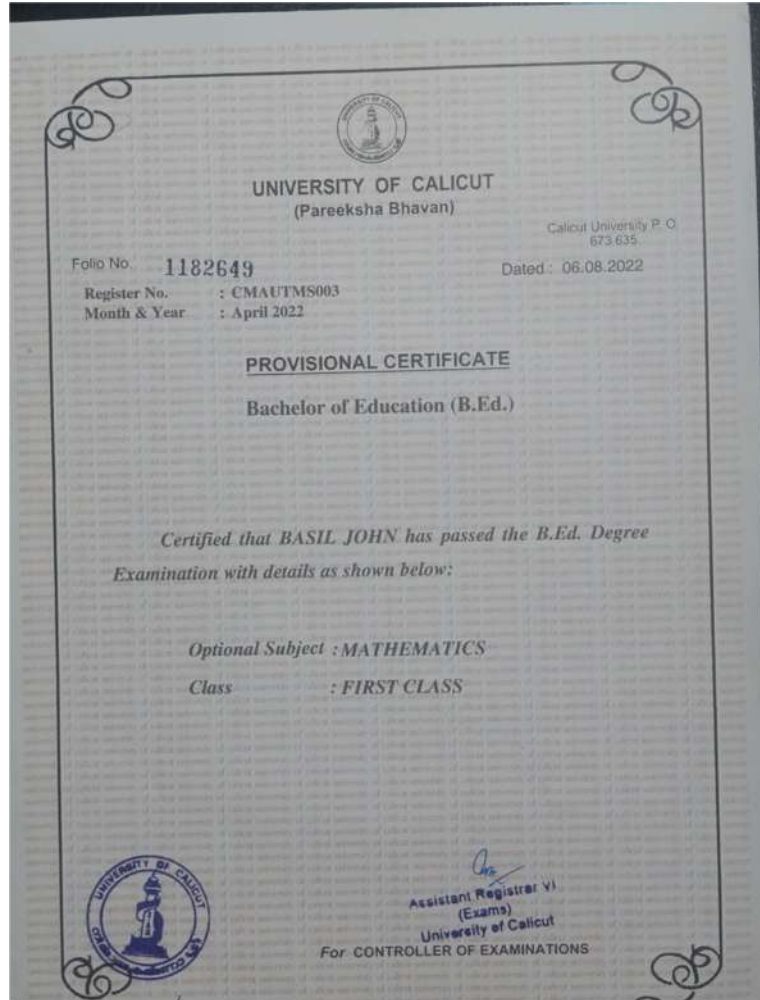 UNIVERSITY OF CALICUT
(Pareeksha Bhavan)
Calicut University P. O.
673 635
Folio No. 1182649
Dated : 06.08.2022
Register No. : CMAUTMS003
Month & Year : April 2022
PROVISIONAL CERTIFICATE
Bachelor of Education (B.Ed.)
Certified that BASIL JOHN has passed the B.Ed. Degree
Examination with details as shown below:
Optional Subject : MATHEMATICS
Class : FIRST CLASS
UNIVERSITY OF CALICUT
Assistant Registrar VI
(Exams)
University of Calicut
For CONTROLLER OF EXAMINATIONS